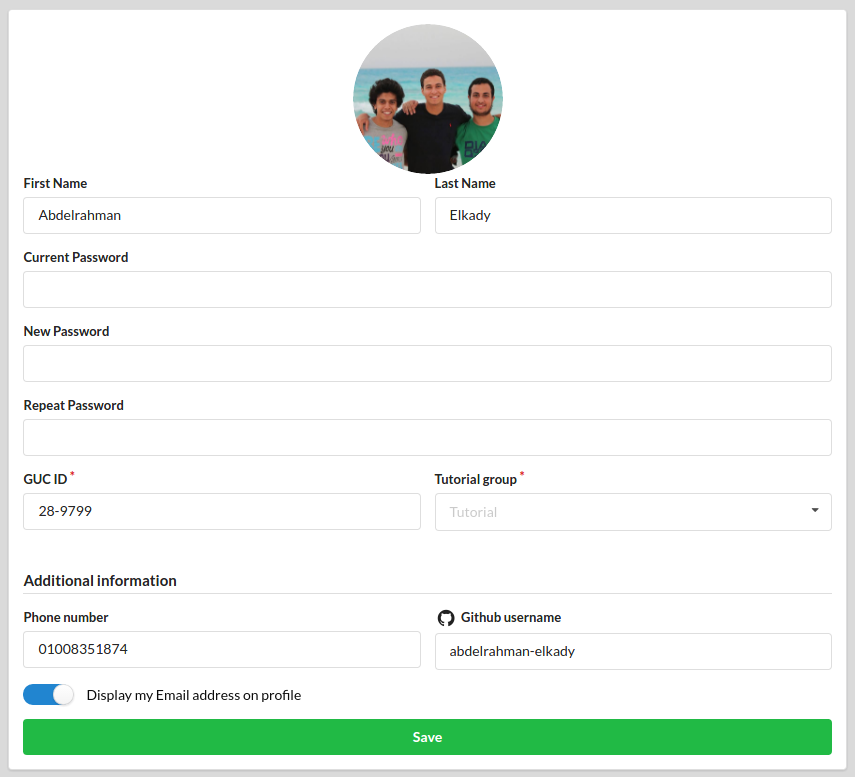 First Name
Last Name
Abdelrahman
Elkady
Current Password
New Password
Repeat Password
GUC ID *
Tutorial group *
28-9799
Tutorial
Additional information
Phone number
Github username
01008351874
abdelrahman-elkady
Display my Email address on profile
Save